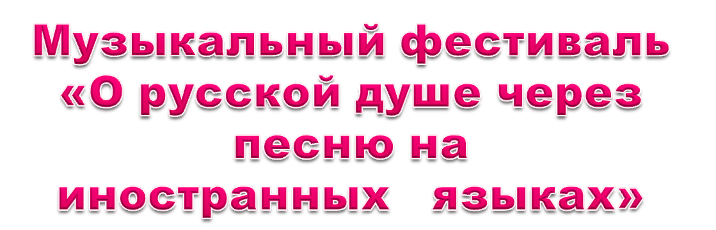 Музыкальный фестиваль
«О русской душе через
песню на
иностранных языках»